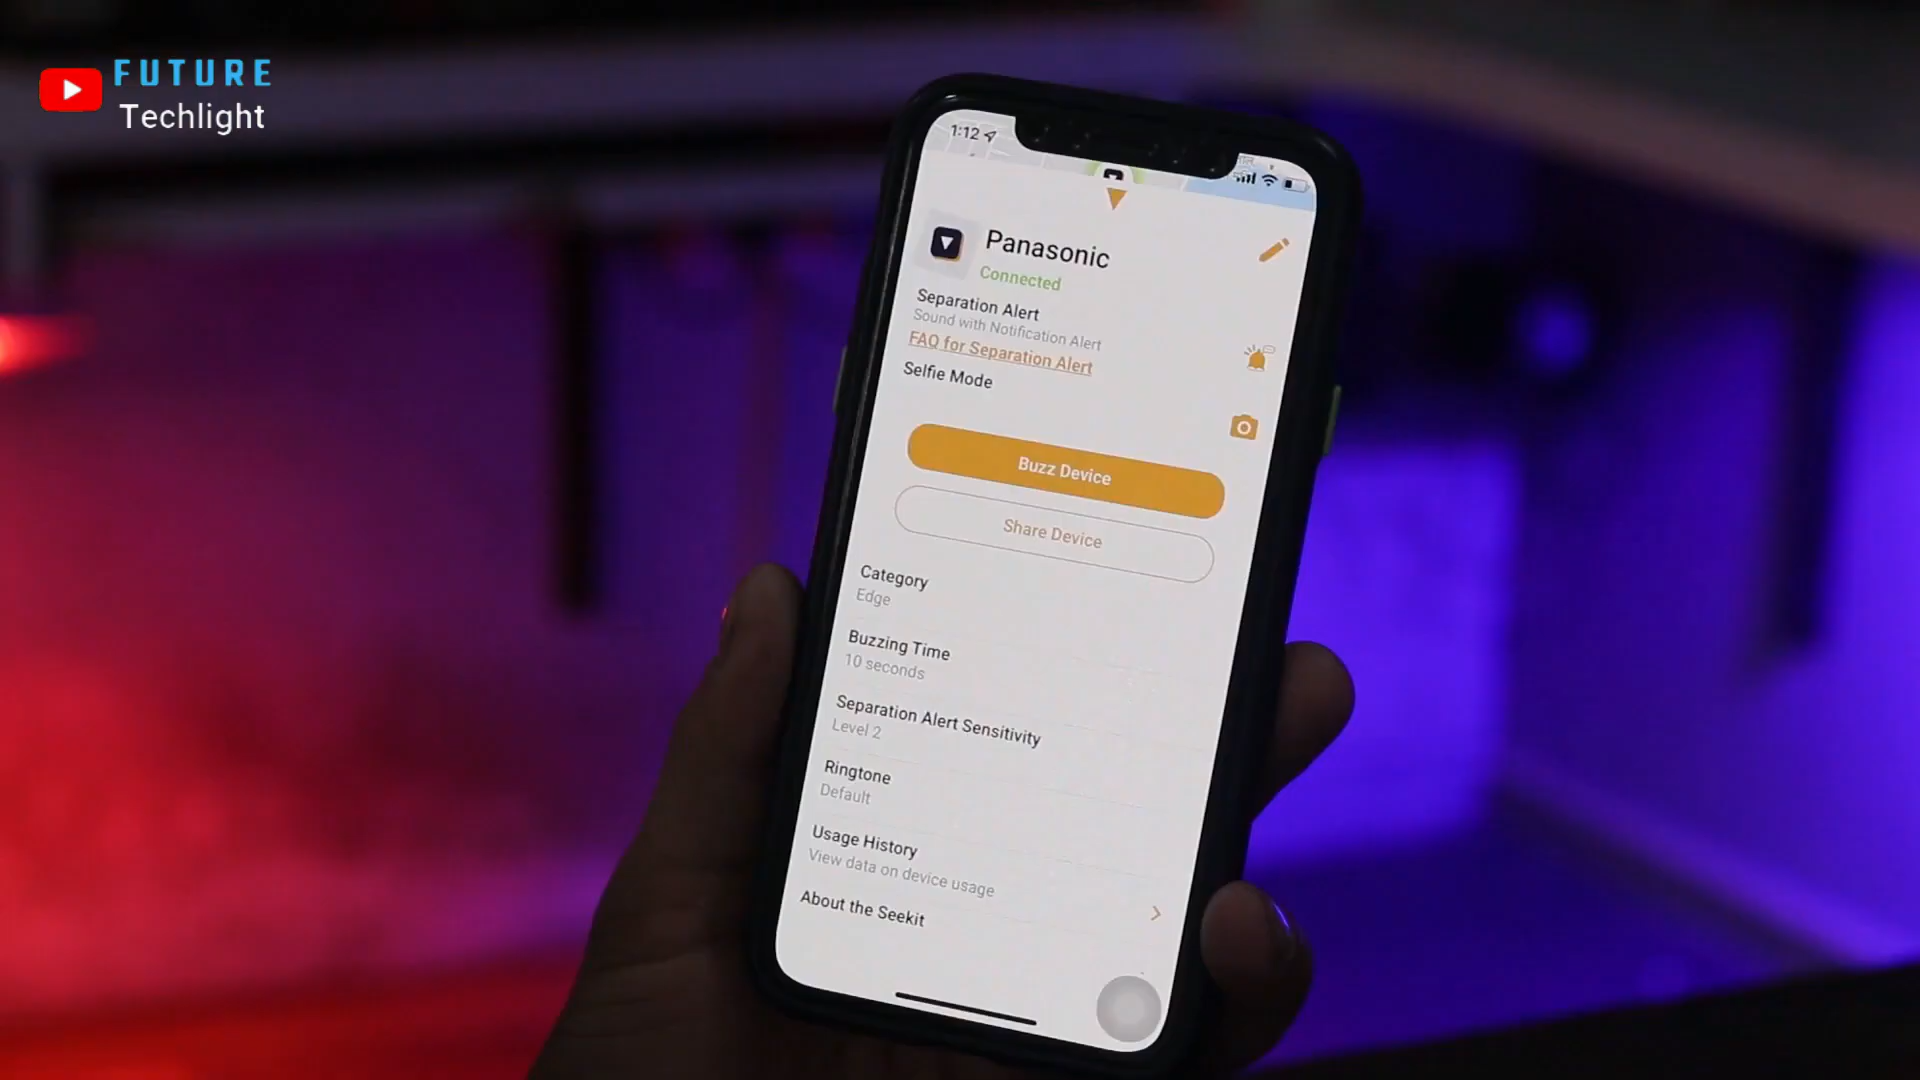 FUTURE
Techlight
1:12
Panasonic
Connected
Separation Alert
Sound with Notification Alert
FAQ for Separation Alert
Selfie Mode
Buzz Device
Share Device
Category
Edge
Buzzing Time
10 seconds
Separation Alert Sensitivity
Level 2
Ringtone
Default
Usage History
View data on device usage
About the Seekit